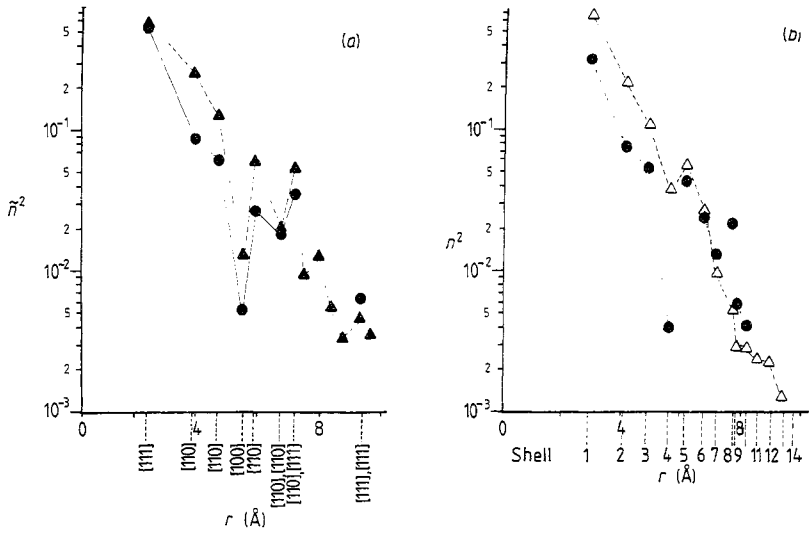 (a)
5
2
10⁻¹
5
ñ²
2
10⁻²
5
2
10⁻³
0 4 8
[111]
[110]
[110]
[100]
[110]
[110],[110]
[110],[111]
[111],[111]
r (Å)
(b)
5
2
10⁻¹
5
n²
2
10⁻²
5
2
10⁻³
0 4 8
Shell 1 2 3 4 5 6 7 8 9 11 12 14
r (Å)